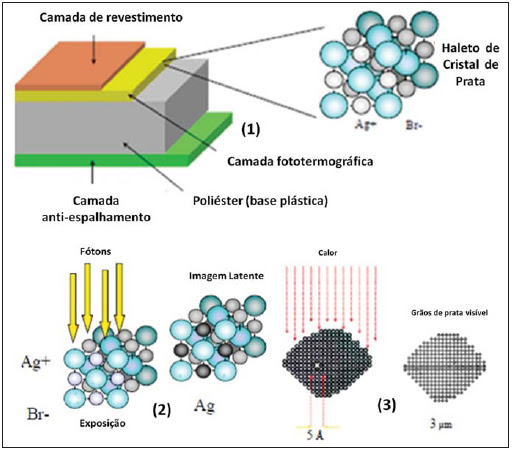 Camada de revestimento
Haleto de
Cristal de
Prata
Ag+ Br-
(1)
Camada fototermográfica
Camada
anti-espalhamento
Poliéster (base plástica)
Fótons
Imagem Latente
Calor
Grãos de prata visível
Ag+
Br-
(2)
Ag
(3)
Exposição
5 Å
3 µm